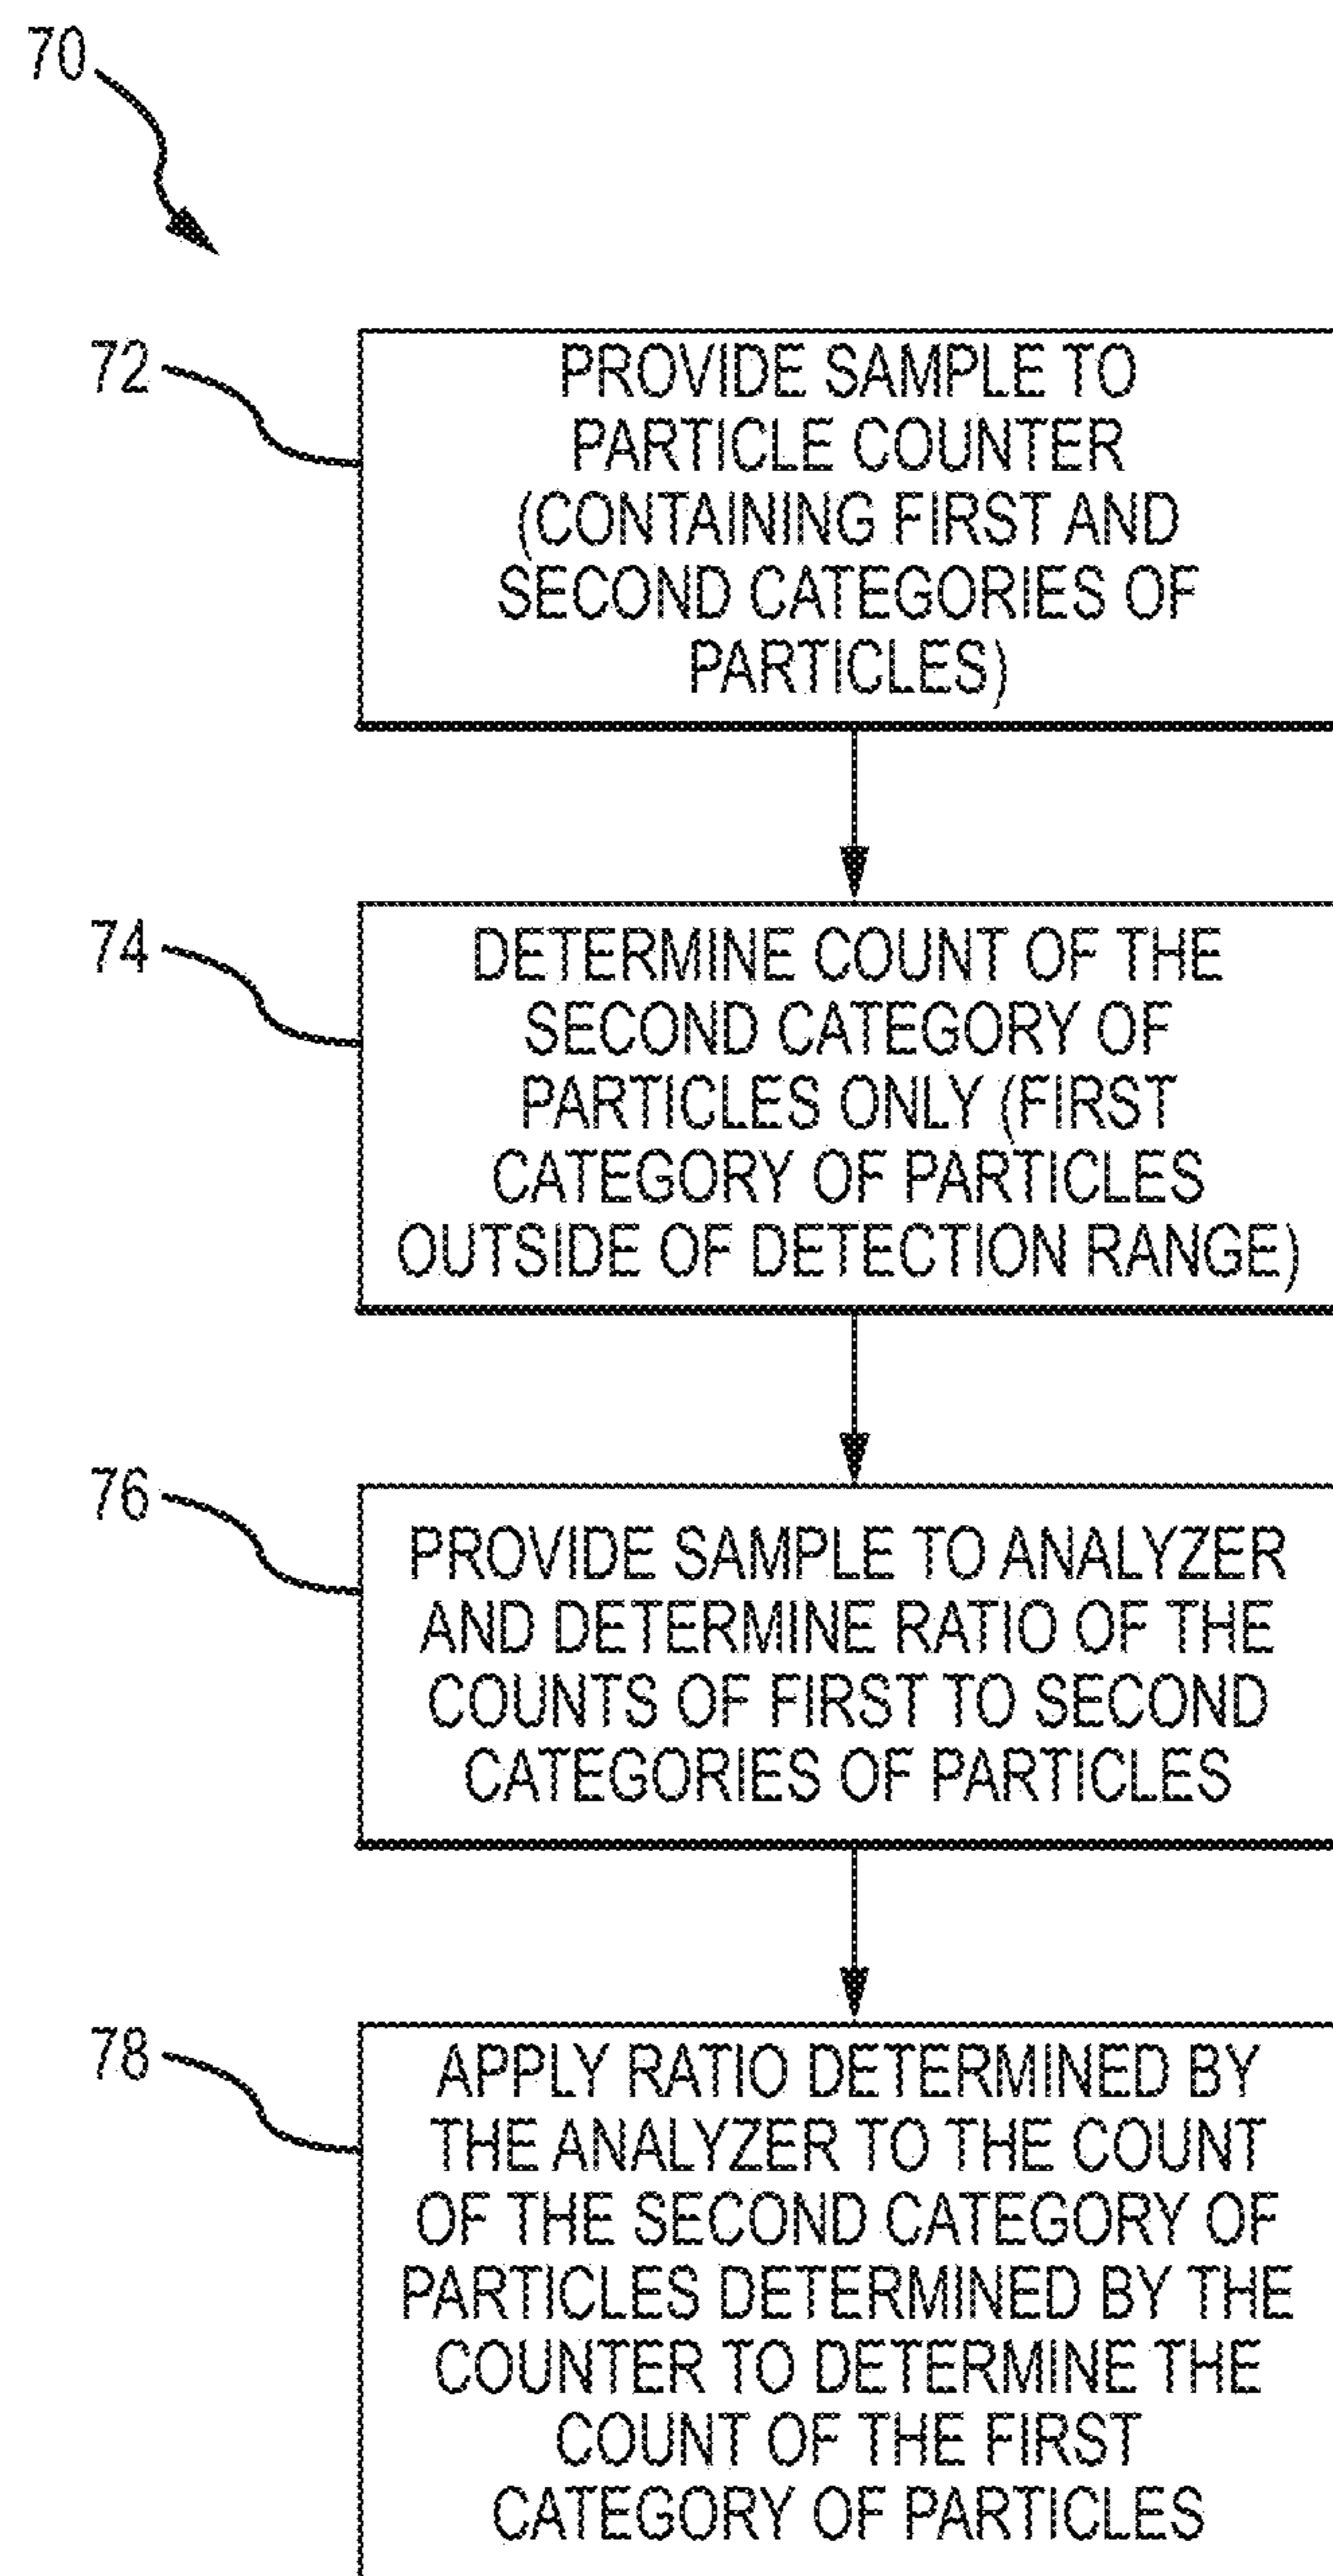 70
72
PROVIDE SAMPLE TO
PARTICLE COUNTER
(CONTAINING FIRST AND
SECOND CATEGORIES OF
PARTICLES)
74
DETERMINE COUNT OF THE
SECOND CATEGORY OF
PARTICLES ONLY (FIRST
CATEGORY OF PARTICLES
OUTSIDE OF DETECTION RANGE)
76
PROVIDE SAMPLE TO ANALYZER
AND DETERMINE RATIO OF THE
COUNTS OF FIRST TO SECOND
CATEGORIES OF PARTICLES
78
APPLY RATIO DETERMINED BY
THE ANALYZER TO THE COUNT
OF THE SECOND CATEGORY OF
PARTICLES DETERMINED BY THE
COUNTER TO DETERMINE THE
COUNT OF THE FIRST
CATEGORY OF PARTICLES